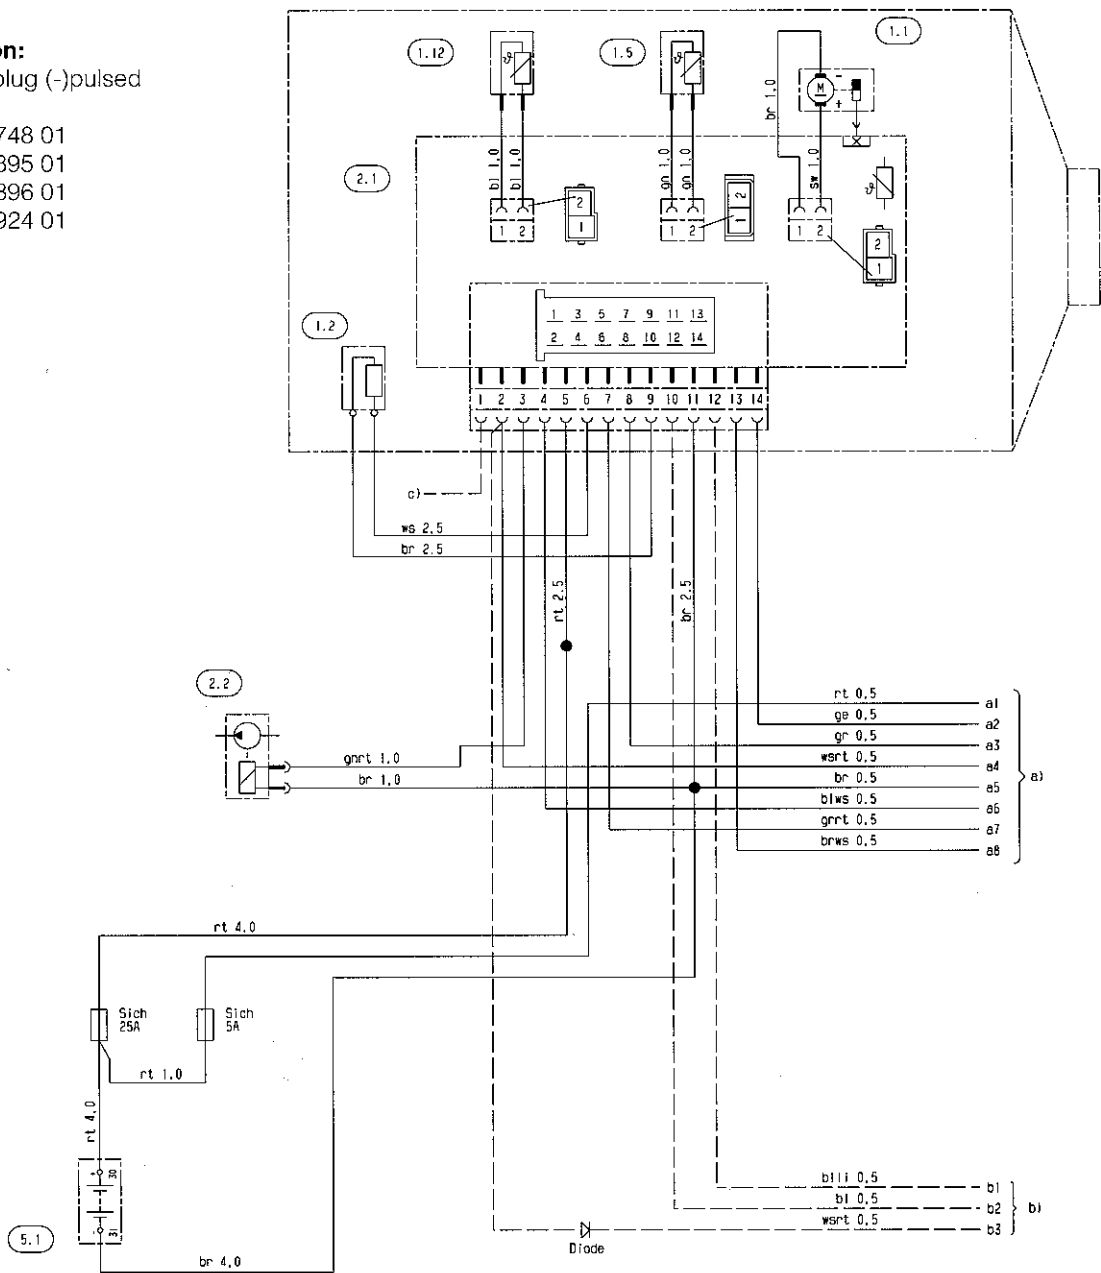 on:
plug (-)pulsed
748 01
895 01
896 01
924 01
1.12
1.5
1.1
M
-
+
br 1,0
bl 1,0
bl 1,0
gn 1,0
gn 1,0
sw 1,0
2.1
1 2
2
1
1 2
2
1
1 2
2
1
1.2
1 3 5 7 9 11 13
2 4 6 8 10 12 14
1 2 3 4 5 6 7 8 9 10 11 12 13 14
c)
ws 2.5
br 2.5
rt 2.5
br 2.5
2.2
gnrt 1,0
br 1,0
rt 0.5 a1
ge 0.5 a2
gr 0.5 a3
wsrt 0.5 a4
br 0.5 a5
blws 0.5 a6
grrt 0.5 a7
brws 0.5 a8
a)
rt 4,0
Sich
25A
Sich
5A
rt 1,0
rt 4,0
+ 30
- 31
5.1
br 4,0
blli 0,5 b1
bl 0,5 b2
wsrt 0,5 b3
b)
Diode